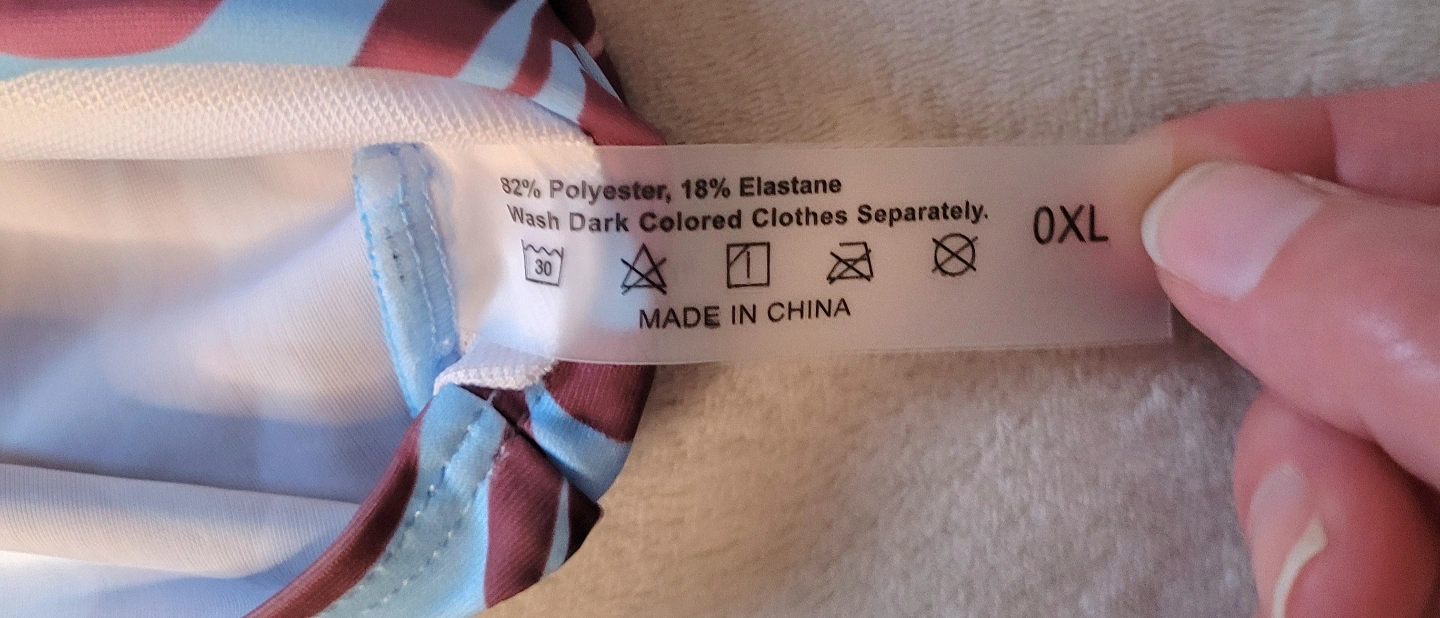 82% Polyester, 18% Elastane
Wash Dark Colored Clothes Separately.
0XL
30
MADE IN CHINA